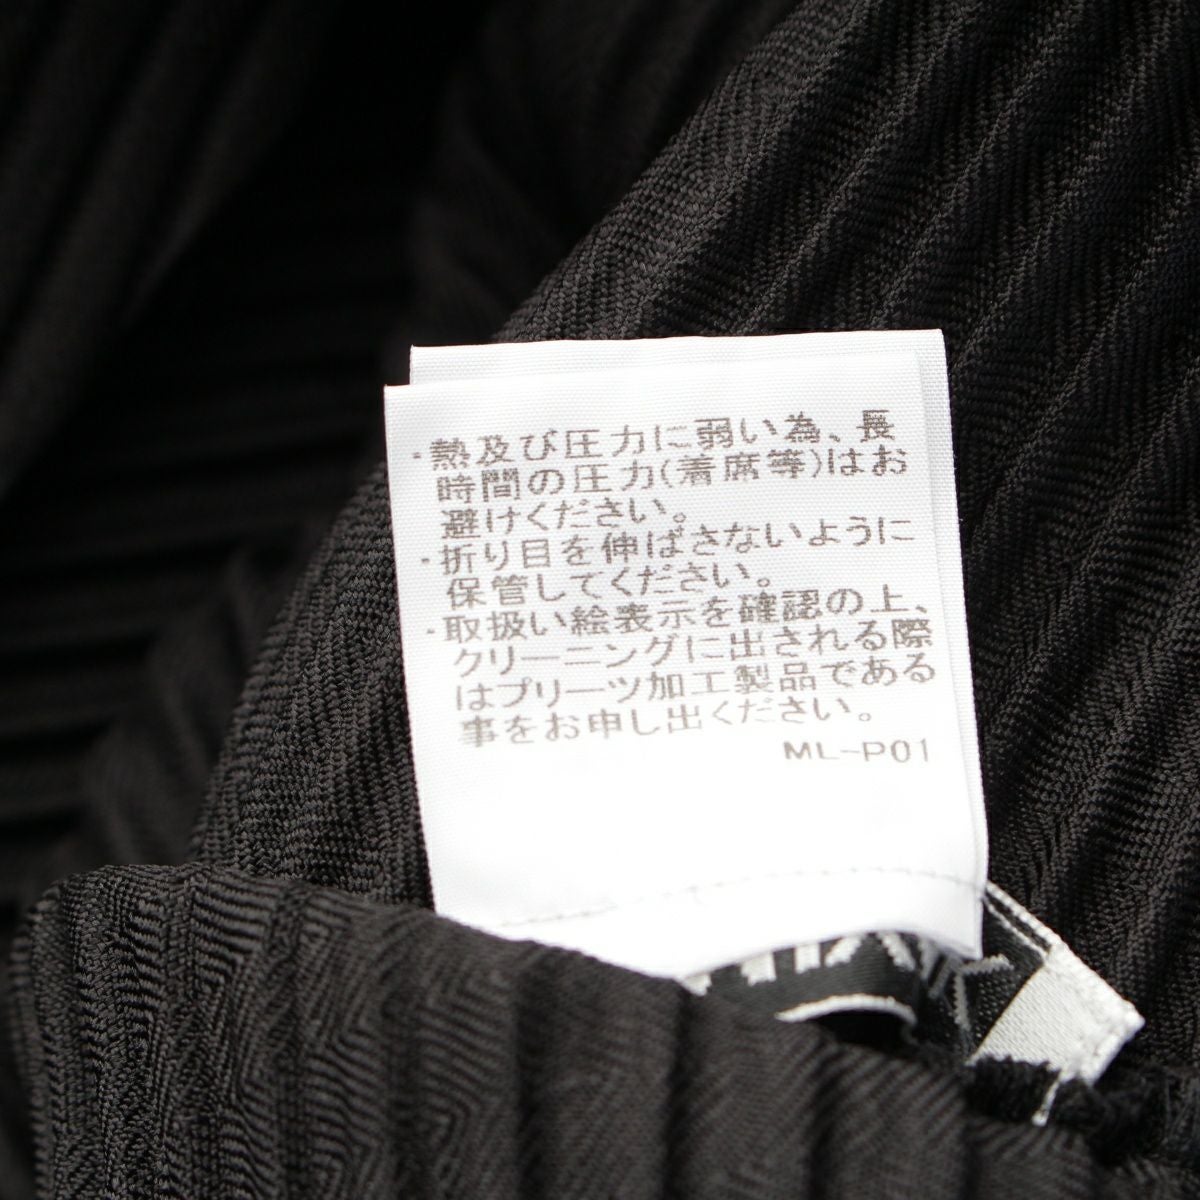 ・熱及び圧力に弱い為、長
時間の圧力(着席等)はお
避けください。
・折り目を伸ばさないように
保管してください。
・取扱い絵表示を確認の上、
クリーニングに出される際
はプリーツ加工製品である
事をお申し出ください。
ML-P01